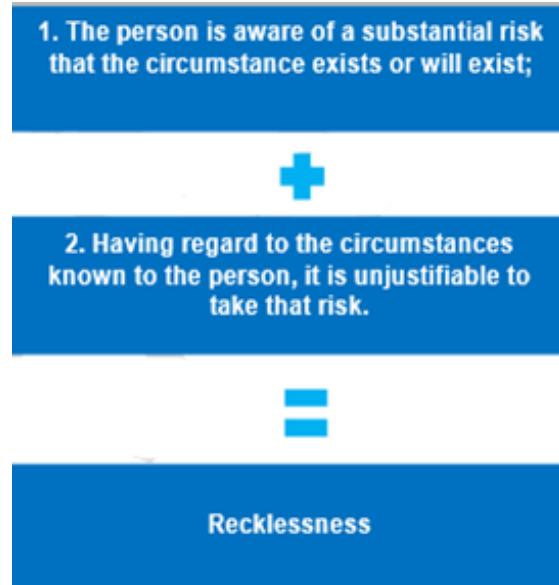 1. The person is aware of a substantial risk
that the circumstance exists or will exist;
2. Having regard to the circumstances
known to the person, it is unjustifiable to
take that risk.
Recklessness